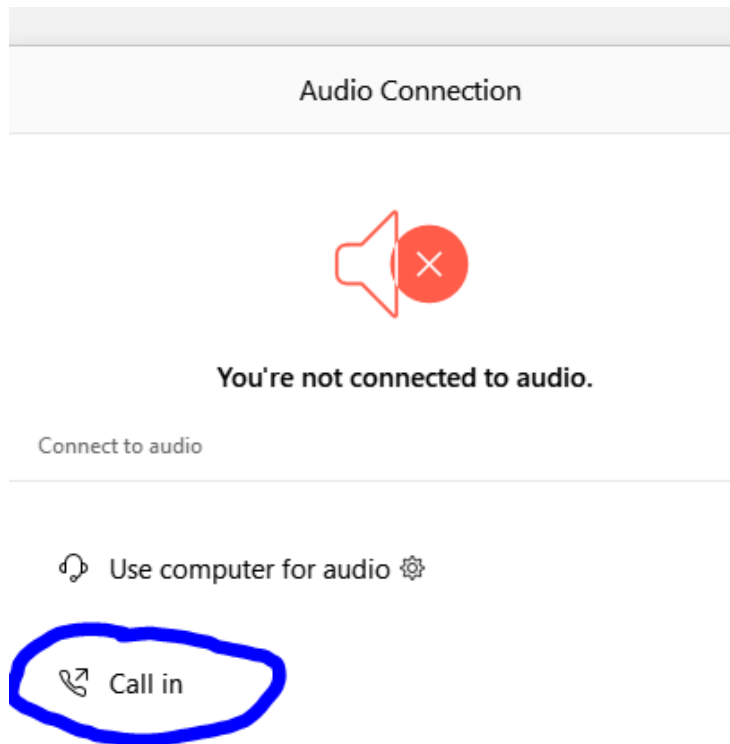 Audio Connection
You're not connected to audio.
Connect to audio
Use computer for audio
Call in